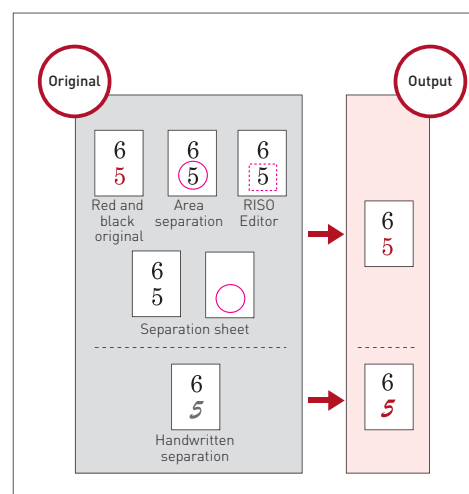 Original
Output
6 6 6
5 5 5
Red and Area RISO
black separation Editor
original
6
5
6
5
Separation sheet
6
5
Handwritten
separation
6
5